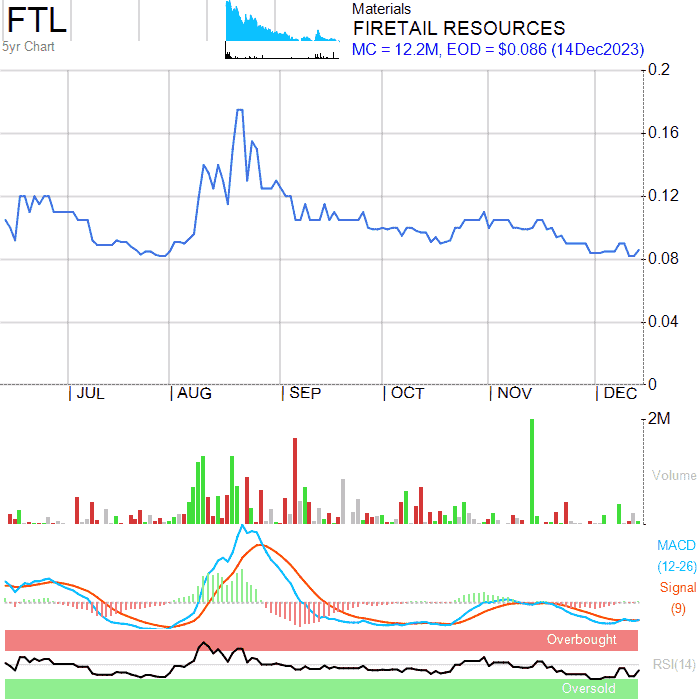 FTL
5yr Chart
Materials
FIRETAIL RESOURCES
MC = 12.2M, EOD = $0.086 (14Dec2023)
0.2
0.16
0.12
0.08
0.04
0
JUL AUG SEP OCT NOV DEC
2M
Volume
MACD
(12-26)
Signal
(9)
Overbought
RSI(14)
Oversold